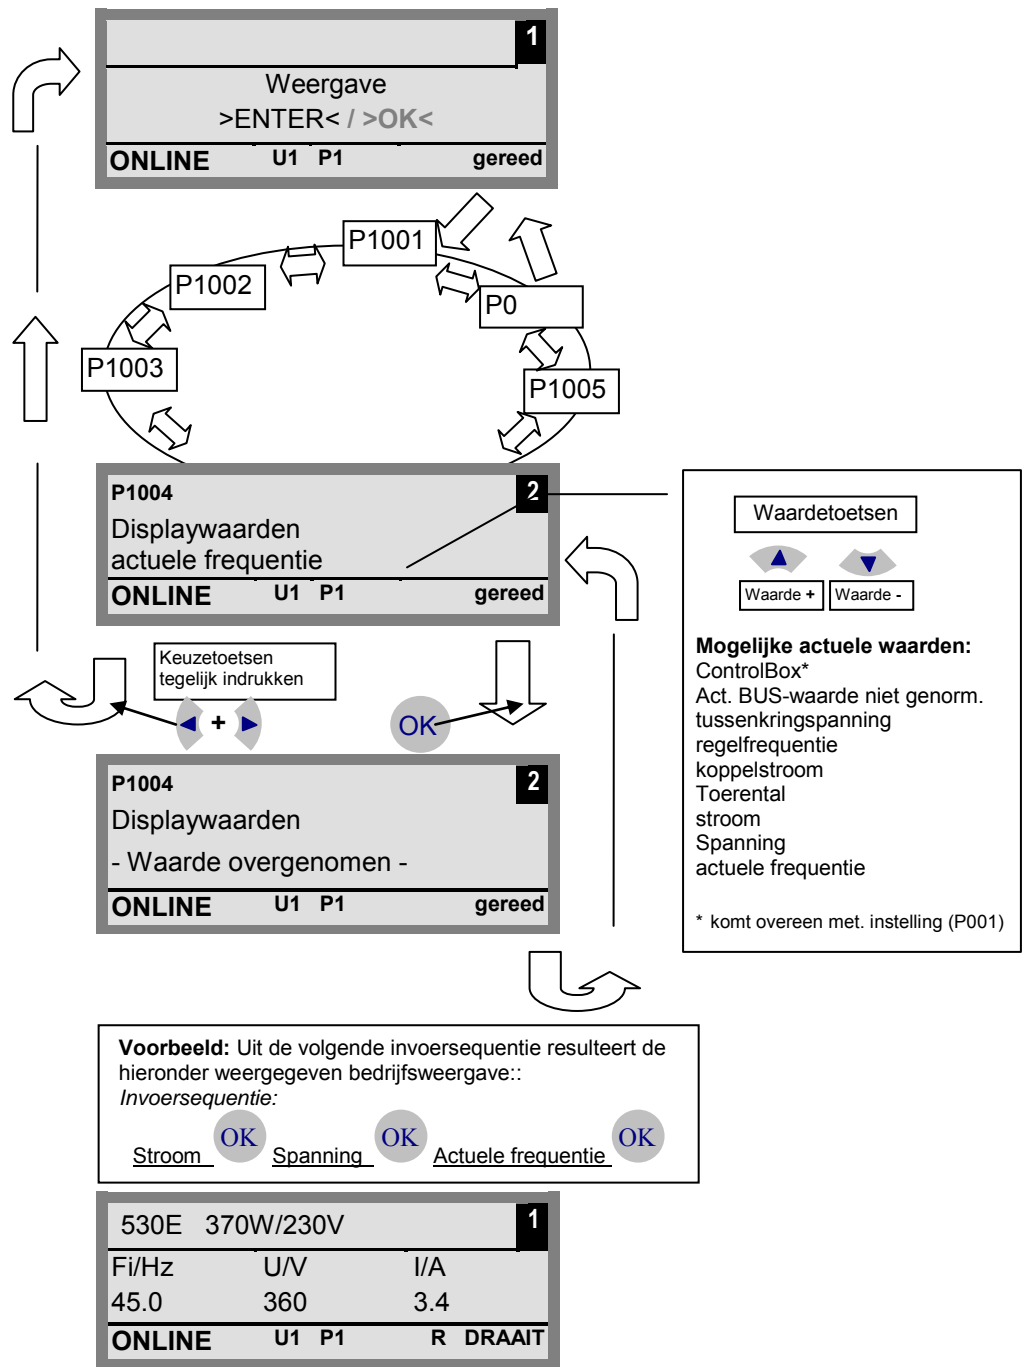 1
Weergave
>ENTER< / >OK<
ONLINE U1 P1 gereed
P1001
P1002
P0
P1003
P1005
P1004 2
Displaywaarden
actuele frequentie
ONLINE U1 P1 gereed
Waardetoetsen
Waarde + Waarde -
Mogelijke actuele waarden:
ControlBox*
Act. BUS-waarde niet genorm.
tussenkringspanning
regelfrequentie
koppelstroom
Toerental
stroom
Spanning
actuele frequentie
* komt overeen met. instelling (P001)
Keuzetoetsen
tegelijk indrukken
+
OK
P1004 2
Displaywaarden
- Waarde overgenomen -
ONLINE U1 P1 gereed
Voorbeeld: Uit de volgende invoersequentie resulteert de
hieronder weergegeven bedrijfsweergave::
Invoersequentie:
Stroom OK Spanning OK Actuele frequentie OK
530E 370W/230V 1
Fi/Hz U/V I/A
45.0 360 3.4
ONLINE U1 P1 R DRAAIT